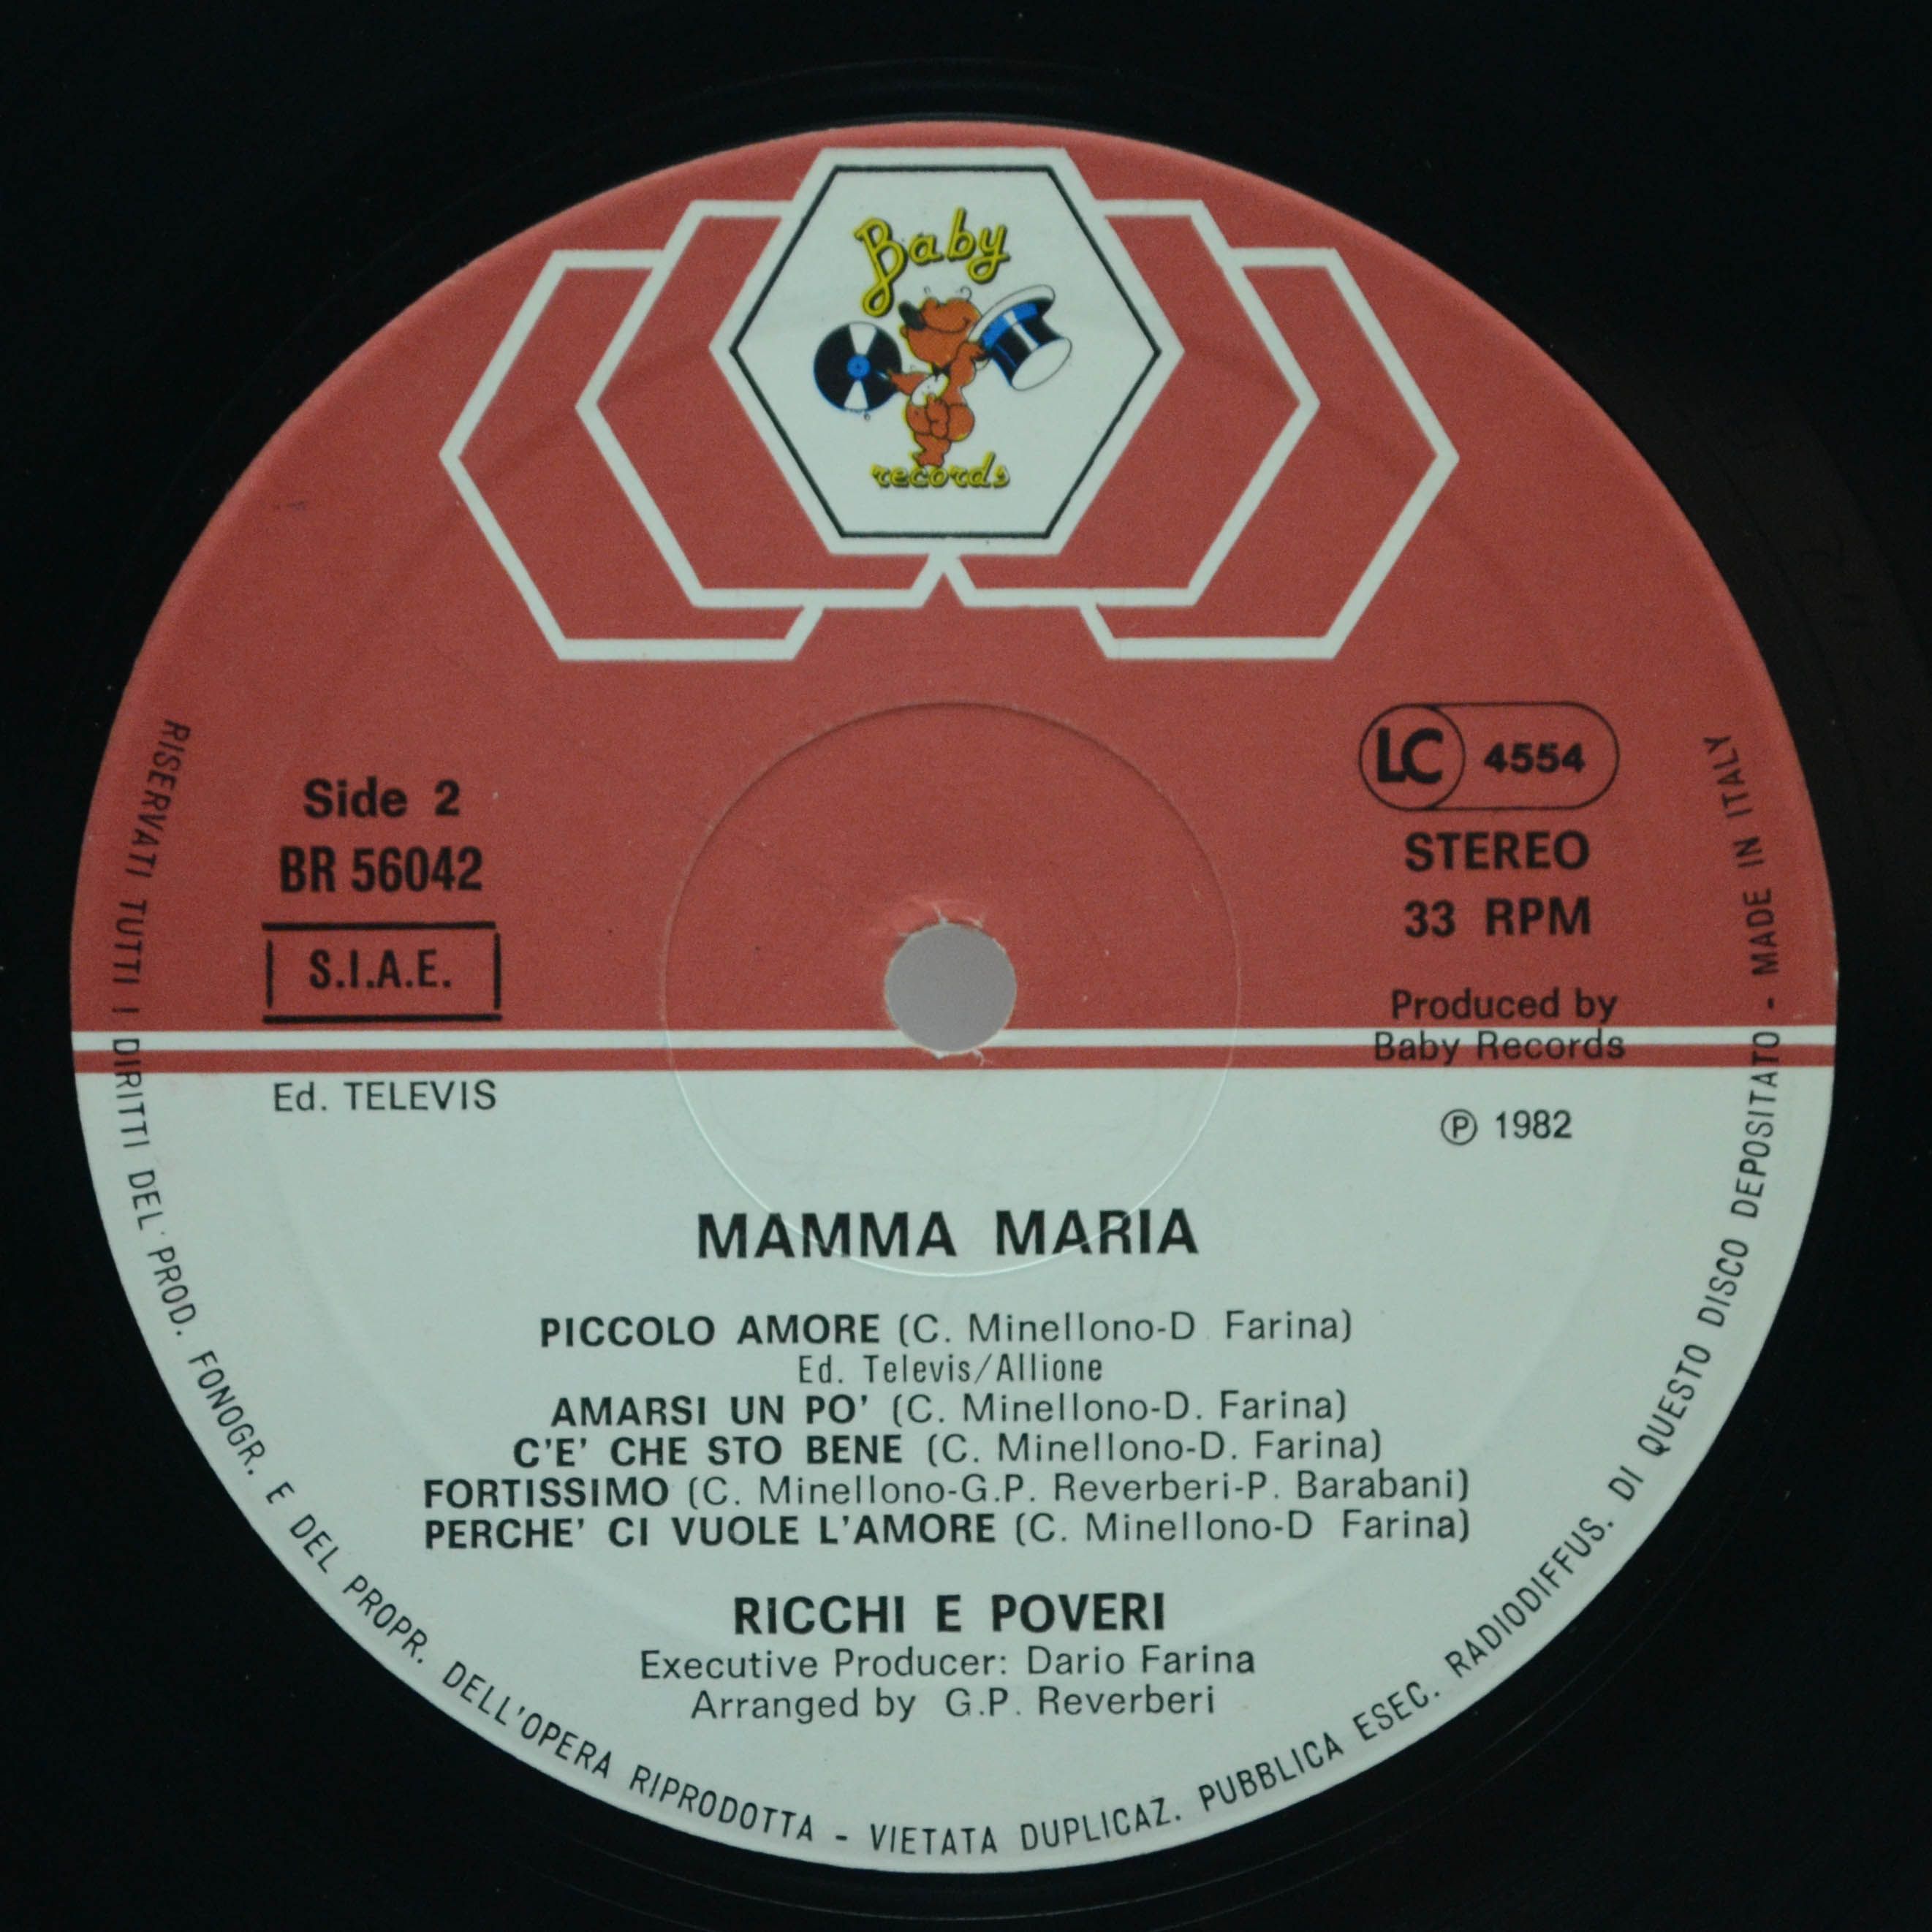 Baby
records
Side 2
BR 56042
S.I.A.E.
Ed. TELEVIS
LC 4554
STEREO
33 RPM
Produced by
Baby Records
℗ 1982
MAMMA MARIA
PICCOLO AMORE (C. Minellono-D Farina)
Ed. Televis/Allione
AMARSI UN PO' (C. Minellono-D. Farina)
C'E' CHE STO BENE (C. Minellono-D. Farina)
FORTISSIMO (C. Minellono-G.P. Reverberi-P. Barabani)
PERCHE' CI VUOLE L'AMORE (C. Minellono-D Farina)
RICCHI E POVERI
Executive Producer: Dario Farina
Arranged by G.P. Reverberi
RISERVATI TUTTI I DIRITTI DEL PROD. FONOGR. E DEL PROPR. DELL'OPERA RIPRODOTTA - VIETATA DUPLICAZ. PUBBLICA ESEC. RADIODIFFUS. DI QUESTO DISCO DEPOSITATO - MADE IN ITALY